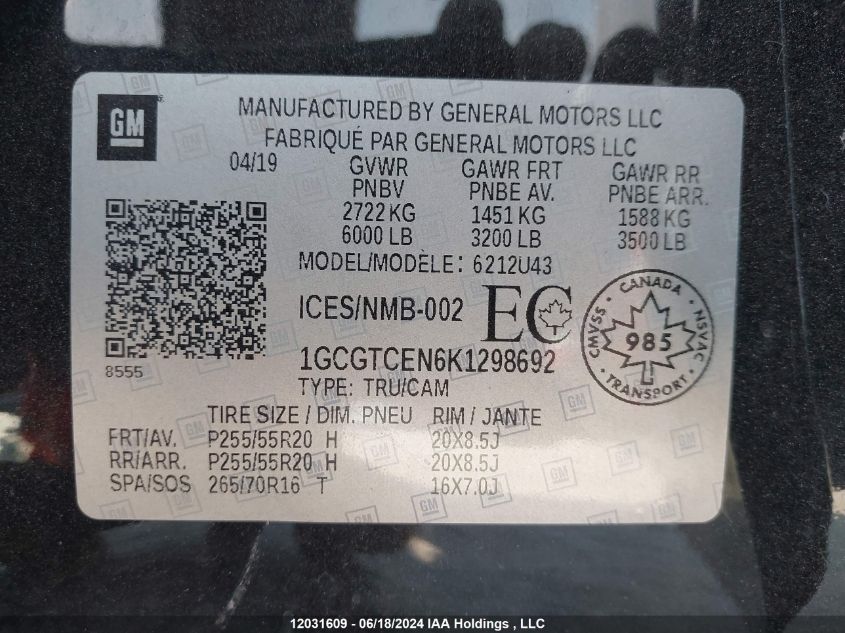 GM
MANUFACTURED BY GENERAL MOTORS LLC
FABRIQUÉ PAR GENERAL MOTORS LLC
04/19 GVWR GAWR FRT GAWR RR
PNBV PNBE AV. PNBE ARR.
2722 KG 1451 KG 1588 KG
6000 LB 3200 LB 3500 LB
MODEL/MODÈLE: 6212U43
ICES/NMB-002 EC
CANADA
CMVSS 985 NSVAC
TRANSPORT
8555
1GCGTCEN6K1298692
TYPE: TRU/CAM
TIRE SIZE / DIM. PNEU RIM / JANTE
FRT/AV. P255/55R20 H 20X8.5J
RR/ARR. P255/55R20 H 20X8.5J
SPA/SOS 265/70R16 T 16X7.0J
12031609 - 06/18/2024 IAA Holdings , LLC